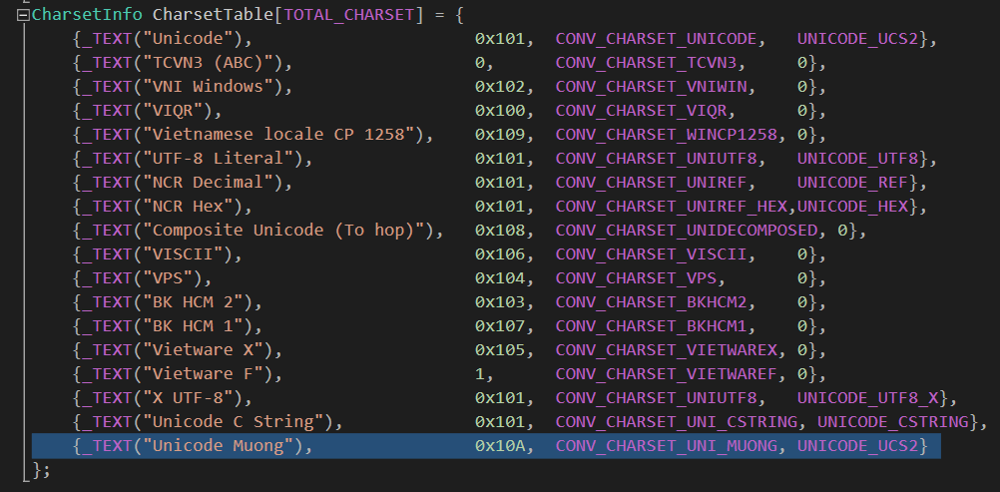 CharsetInfo CharsetTable[TOTAL_CHARSET] = {
{_TEXT("Unicode"), 0x101, CONV_CHARSET_UNICODE, UNICODE_UCS2},
{_TEXT("TCVN3 (ABC)"), 0, CONV_CHARSET_TCVN3, 0},
{_TEXT("VNI Windows"), 0x102, CONV_CHARSET_VNIWIN, 0},
{_TEXT("VIQR"), 0x100, CONV_CHARSET_VIQR, 0},
{_TEXT("Vietnamese locale CP 1258"), 0x109, CONV_CHARSET_WINCP1258, 0},
{_TEXT("UTF-8 Literal"), 0x101, CONV_CHARSET_UNIUTF8, UNICODE_UTF8},
{_TEXT("NCR Decimal"), 0x101, CONV_CHARSET_UNIREF, UNICODE_REF},
{_TEXT("NCR Hex"), 0x101, CONV_CHARSET_UNIREF_HEX,UNICODE_HEX},
{_TEXT("Composite Unicode (To hop)"), 0x108, CONV_CHARSET_UNIDECOMPOSED, 0},
{_TEXT("VISCII"), 0x106, CONV_CHARSET_VISCII, 0},
{_TEXT("VPS"), 0x104, CONV_CHARSET_VPS, 0},
{_TEXT("BK HCM 2"), 0x103, CONV_CHARSET_BKHCM2, 0},
{_TEXT("BK HCM 1"), 0x107, CONV_CHARSET_BKHCM1, 0},
{_TEXT("Vietware X"), 0x105, CONV_CHARSET_VIETWAREX, 0},
{_TEXT("Vietware F"), 1, CONV_CHARSET_VIETWAREF, 0},
{_TEXT("X UTF-8"), 0x101, CONV_CHARSET_UNIUTF8, UNICODE_UTF8_X},
{_TEXT("Unicode C String"), 0x101, CONV_CHARSET_UNI_CSTRING, UNICODE_CSTRING},
{_TEXT("Unicode Muong"), 0x10A, CONV_CHARSET_UNI_MUONG, UNICODE_UCS2}
};